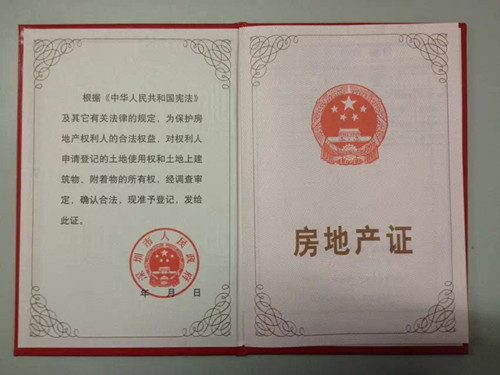 根据《中华人民共和国宪法》
及其它有关法律的规定，为保护房
地产权利人的合法权益，对权利人
申请登记的土地使用权和土地上建
筑物、附着物的所有权，经调查审
定，确认合法，现准予登记，发给
此证。
深圳市人民政府
年 月 日
房地产证